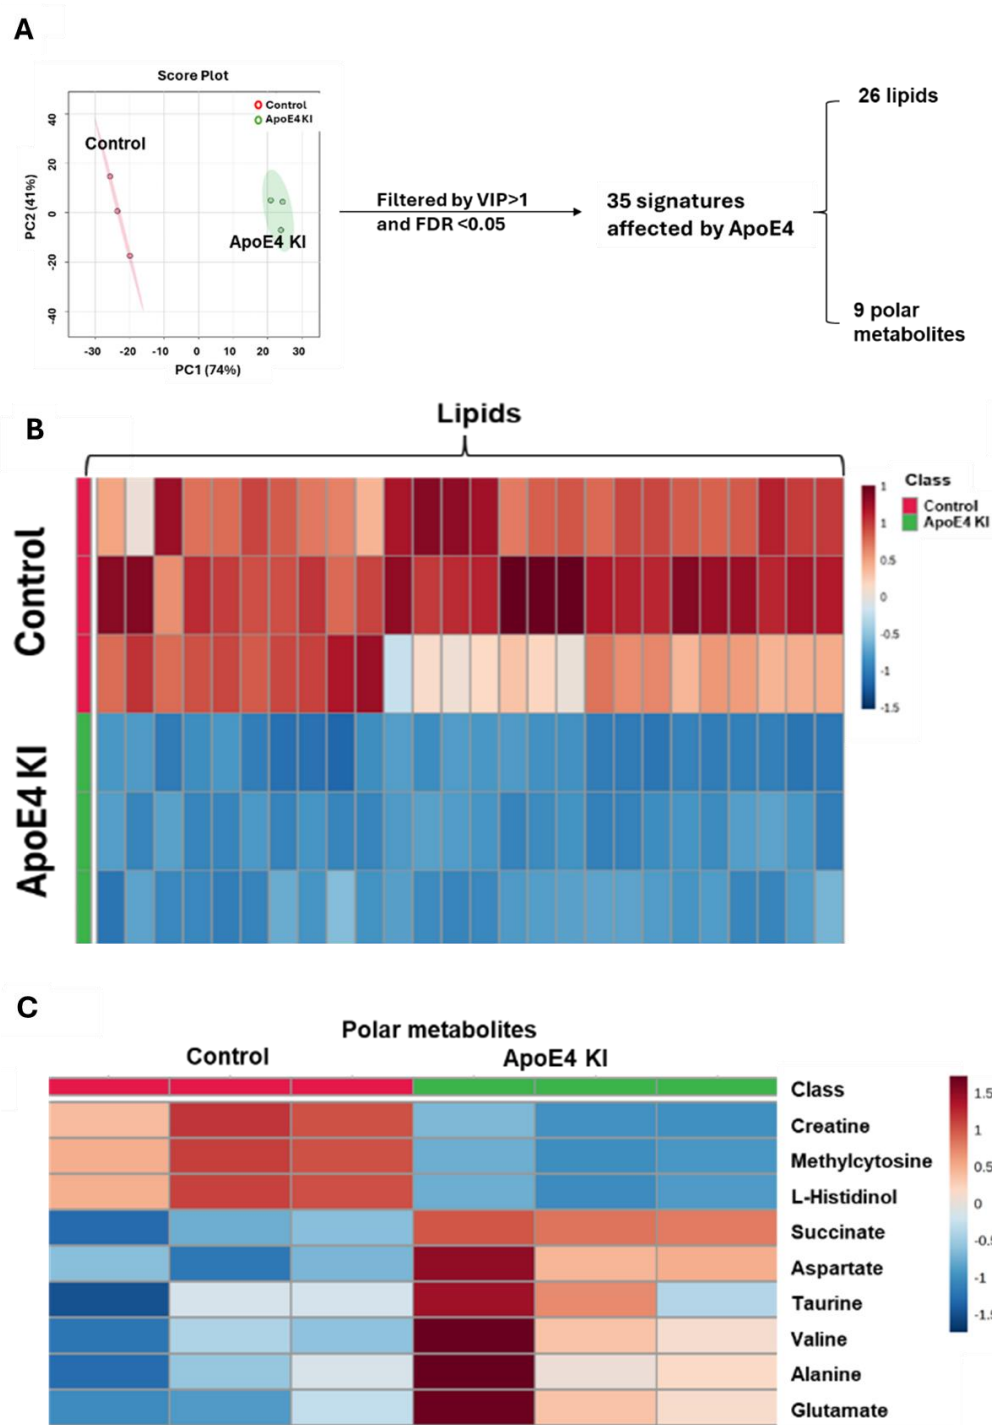 A
Score Plot
Control
ApoE4 KI
Control
ApoE4 KI
PC2 (41%)
40
20
0
-20
-40
-30
-20
-10
0
10
20
30
PC1 (74%)
Filtered by VIP>1
and FDR <0.05
35 signatures
affected by ApoE4
26 lipids
9 polar
metabolites
B
Lipids
Control
ApoE4 KI
1
1
0.5
0
-0.5
-1
-1.5
Class
Control
ApoE4 KI
C
Polar metabolites
Control
ApoE4 KI
Class
Creatine
Methylcytosine
L-Histidinol
Succinate
Aspartate
Taurine
Valine
Alanine
Glutamate
1.5
1
0.5
0
-0.5
-1
-1.5